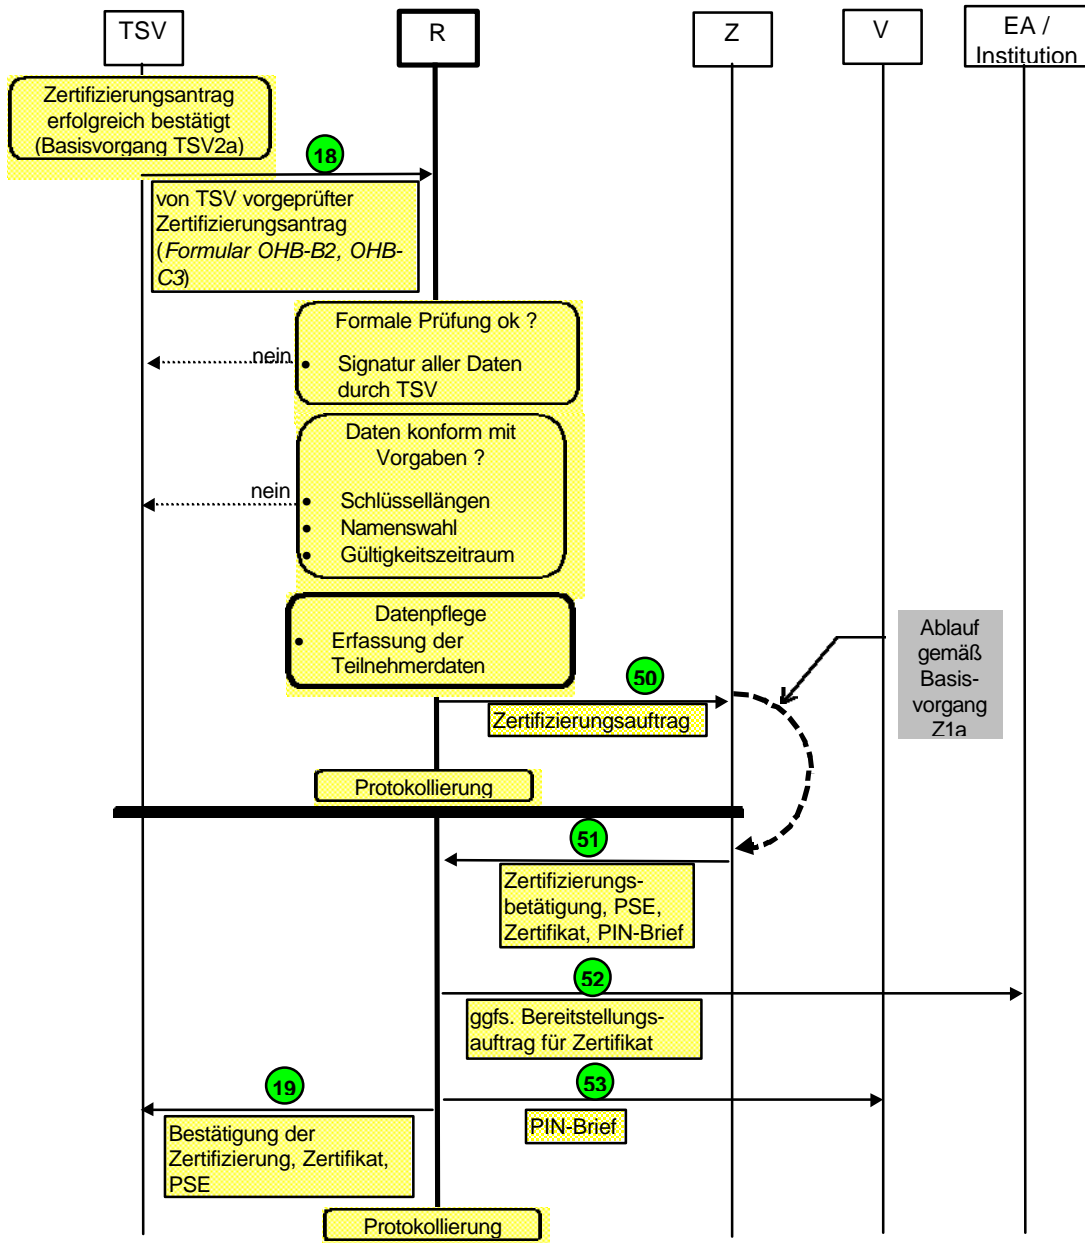 TSV
R
Z
V
EA /
Institution
Zertifizierungsantrag
erfolgreich bestätigt
(Basisvorgang TSV2a)
18
von TSV vorgeprüfter
Zertifizierungsantrag
(Formular OHB-B2, OHB-
C3)
Formale Prüfung ok ?
nein
• Signatur aller Daten
durch TSV
Daten konform mit
Vorgaben ?
nein
• Schlüssellängen
• Namenswahl
• Gültigkeitszeitraum
Datenpflege
• Erfassung der
Teilnehmerdaten
Ablauf
gemäß
Basis-
vorgang
Z1a
50
Zertifizierungsauftrag
Protokollierung
51
Zertifizierungs-
betätigung, PSE,
Zertifikat, PIN-Brief
52
ggfs. Bereitstellungs-
auftrag für Zertifikat
19
53
PIN-Brief
Bestätigung der
Zertifizierung, Zertifikat,
PSE
Protokollierung